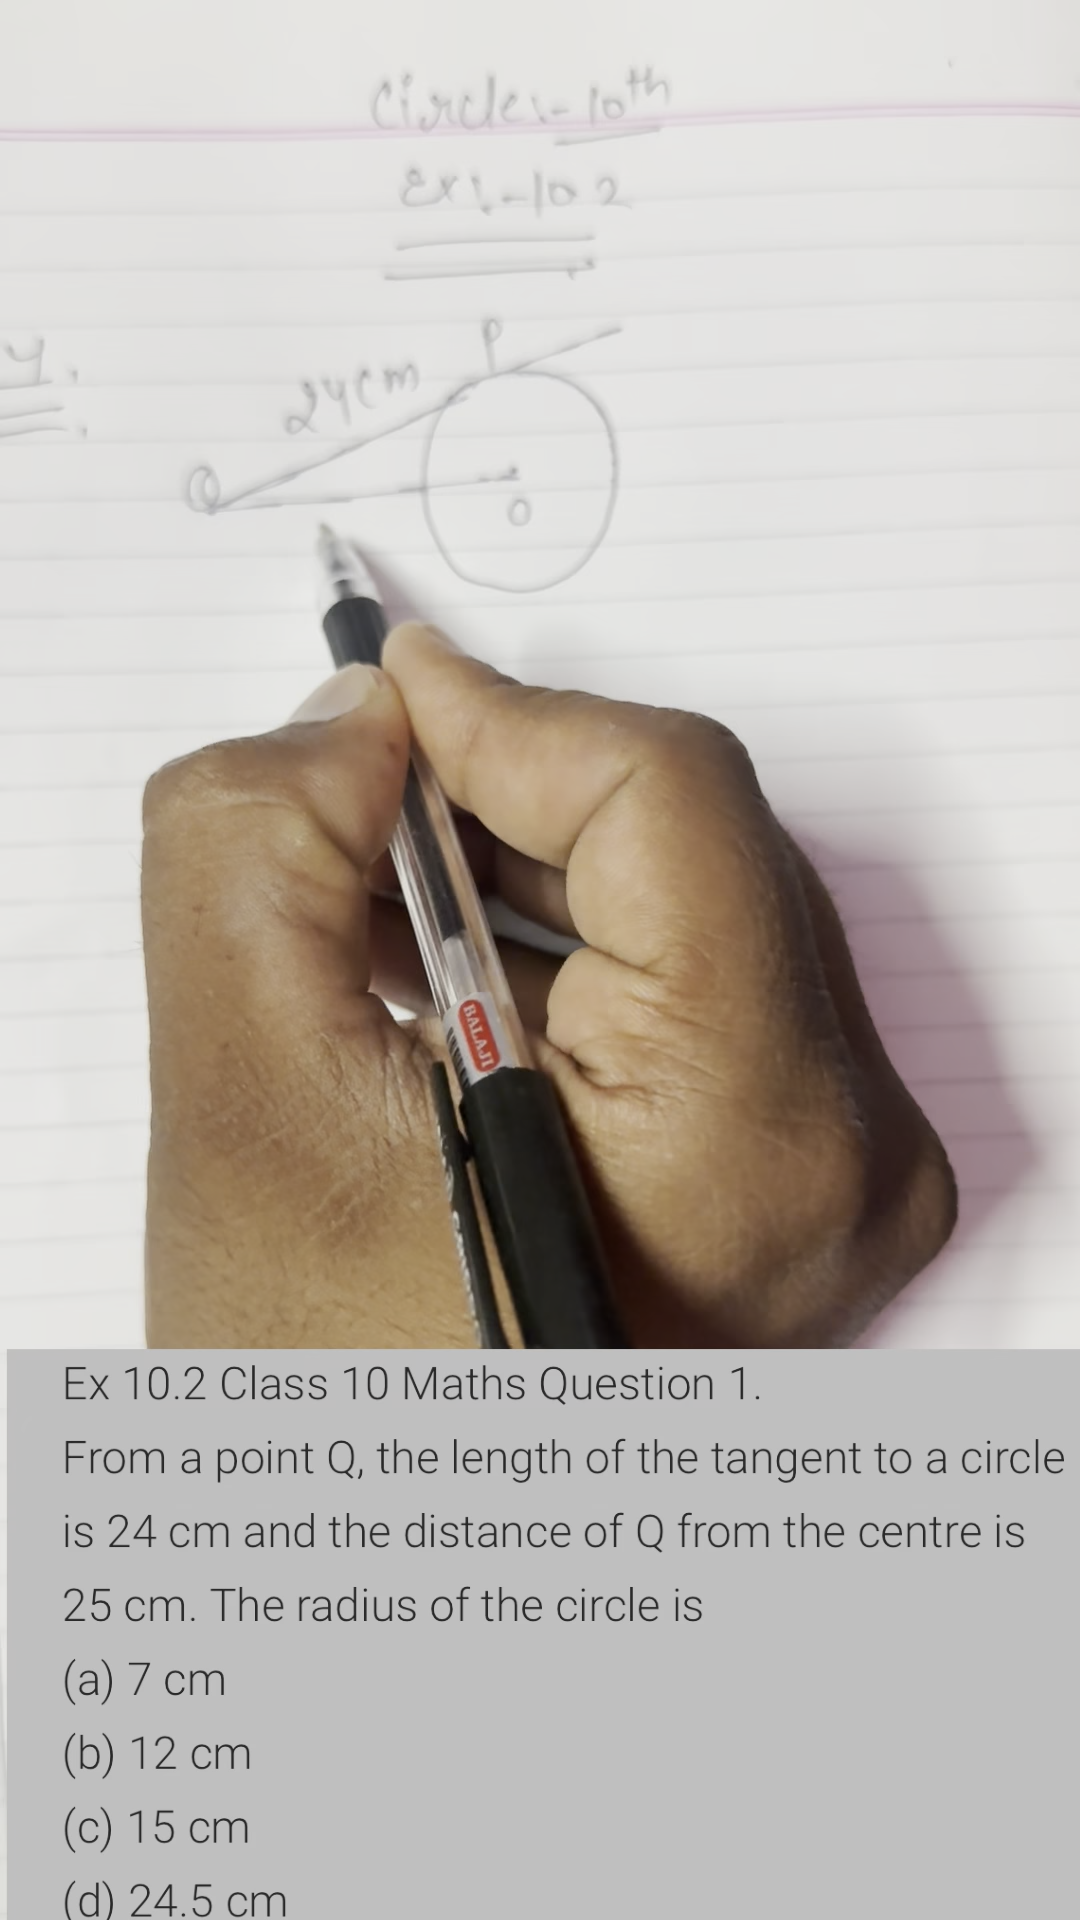 Circle:- 10th
Ex:- 10.2
Y.
P
24cm
Q
O
BALAJI
Ex 10.2 Class 10 Maths Question 1.
From a point Q, the length of the tangent to a circle
is 24 cm and the distance of Q from the centre is
25 cm. The radius of the circle is
(a) 7 cm
(b) 12 cm
(c) 15 cm
(d) 24.5 cm